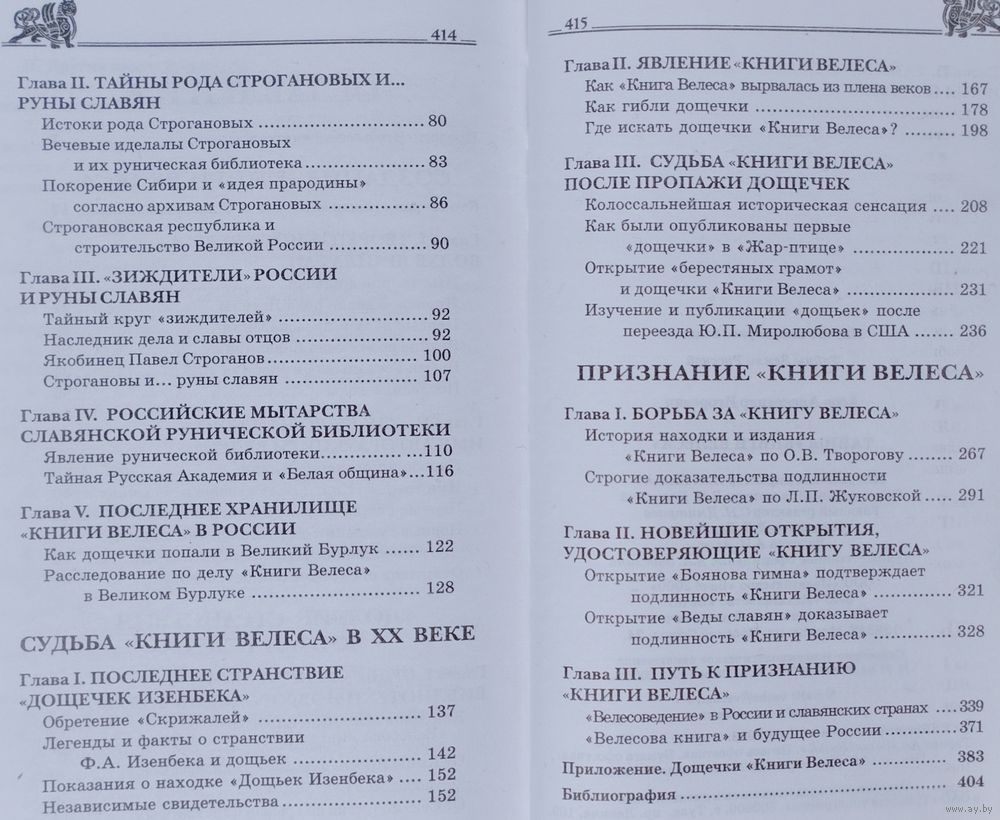 414
Глава II. ТАЙНЫ РОДА СТРОГАНОВЫХ И...
РУНЫ СЛАВЯН
Истоки рода Строгановых ........................ 80
Вечевые иделалы Строгановых
и их руническая библиотека ................. 83
Покорение Сибири и «идея прародины»
согласно архивам Строгановых ............... 86
Строгановская республика и
строительство Великой России .............. 90
Глава III. «ЗИЖДИТЕЛИ» РОССИИ
И РУНЫ СЛАВЯН
Тайный круг «зиждителей» ..................... 92
Наследник дела и славы отцов ................. 92
Якобинец Павел Строганов ..................... 100
Строгановы и... руны славян ................... 107
Глава IV. РОССИЙСКИЕ МЫТАРСТВА
СЛАВЯНСКОЙ РУНИЧЕСКОЙ БИБЛИОТЕКИ
Явление рунической библиотеки................110
Тайная Русская Академия и «Белая община»...116
Глава V. ПОСЛЕДНЕЕ ХРАНИЛИЩЕ
«КНИГИ ВЕЛЕСА» В РОССИИ
Как дощечки попали в Великий Бурлук ...... 122
Расследование по делу «Книги Велеса»
в Великом Бурлуке ......................... 128
СУДЬБА «КНИГИ ВЕЛЕСА» В XX ВЕКЕ
Глава I. ПОСЛЕДНЕЕ СТРАНСТВИЕ
«ДОЩЕЧЕК ИЗЕНБЕКА»
Обретение «Скрижалей» ....................... 137
Легенды и факты о странствии
Ф.А. Изенбека и дощьек ................... 142
Показания о находке «Дощьек Изенбека» .... 152
Независимые свидетельства .................... 152
415
Глава II. ЯВЛЕНИЕ «КНИГИ ВЕЛЕСА»
Как «Книга Велеса» вырвалась из плена веков.... 167
Как гибли дощечки ............................ 178
Где искать дощечки «Книги Велеса»? ......... 198
Глава III. СУДЬБА «КНИГИ ВЕЛЕСА»
ПОСЛЕ ПРОПАЖИ ДОЩЕЧЕК
Колоссальнейшая историческая сенсация ..... 208
Как были опубликованы первые
«дощечки» в «Жар-птице» ................... 221
Открытие «берестяных грамот»
и дощечки «Книги Велеса» .................. 231
Изучение и публикации «дощьек» после
переезда Ю.П. Миролюбова в США ......... 236
ПРИЗНАНИЕ «КНИГИ ВЕЛЕСА»
Глава I. БОРЬБА ЗА «КНИГУ ВЕЛЕСА»
История находки и издания
«Книги Велеса» по О.В. Творогову .......... 267
Строгие доказательства подлинности
«Книги Велеса» по Л.П. Жуковской ..... 291
Глава II. НОВЕЙШИЕ ОТКРЫТИЯ,
УДОСТОВЕРЯЮЩИЕ «КНИГУ ВЕЛЕСА»
Открытие «Боянова гимна» подтверждает
подлинность «Книги Велеса» .............. 321
Открытие «Веды славян» доказывает
подлинность «Книги Велеса» .............. 328
Глава III. ПУТЬ К ПРИЗНАНИЮ
«КНИГИ ВЕЛЕСА»
«Велесоведение» в России и славянских странах ....339
«Велесова книга» и будущее России.............371
Приложение. Дощечки «Книги Велеса» .............. 383
Библиография .......................................... 404
www.ay.by